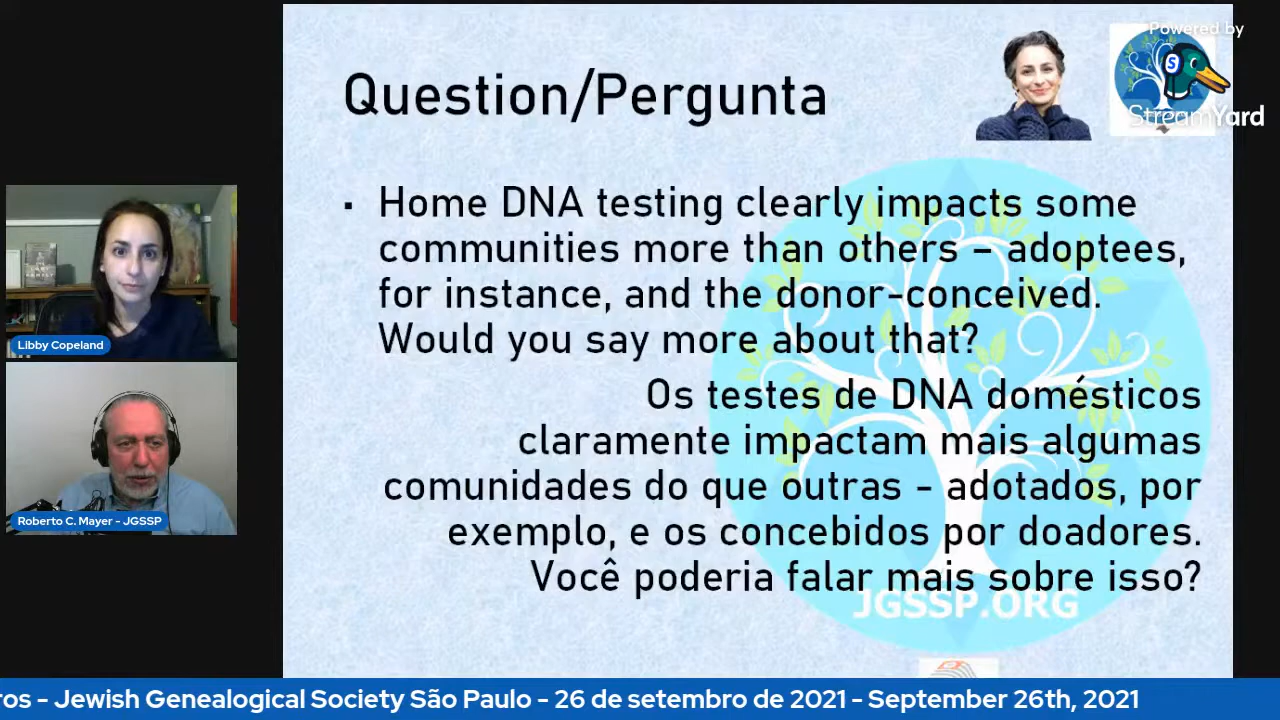 Powered by
StreamYard
S
Question/Pergunta
▪ Home DNA testing clearly impacts some
communities more than others – adoptees,
for instance, and the donor-conceived.
Would you say more about that?
Os testes de DNA domésticos
claramente impactam mais algumas
comunidades do que outras - adotados, por
exemplo, e os concebidos por doadores.
Você poderia falar mais sobre isso?
JGSSP.ORG
Libby Copeland
Roberto C. Mayer - JGSSP
ros - Jewish Genealogical Society São Paulo - 26 de setembro de 2021 - September 26th, 2021